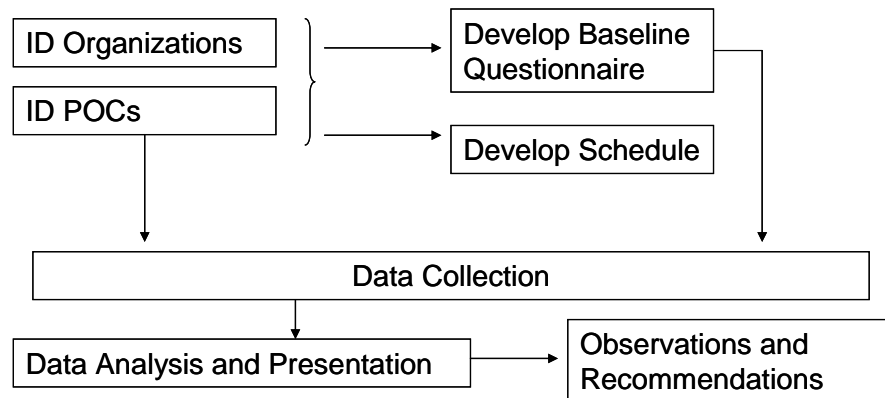 ID Organizations
ID POCs
Develop Baseline
Questionnaire
Develop Schedule
Data Collection
Data Analysis and Presentation
Observations and
Recommendations